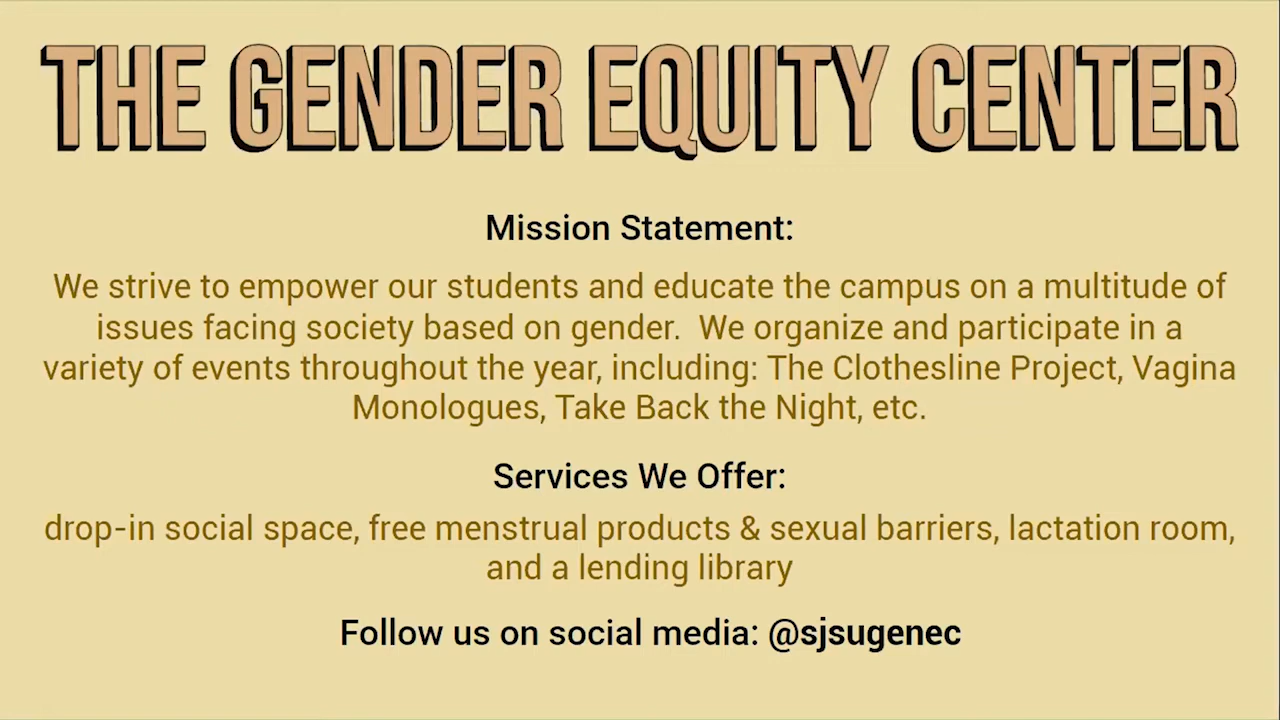 THE GENDER EQUITY CENTER
Mission Statement:
We strive to empower our students and educate the campus on a multitude of
issues facing society based on gender.  We organize and participate in a
variety of events throughout the year, including: The Clothesline Project, Vagina
Monologues, Take Back the Night, etc.
Services We Offer:
drop-in social space, free menstrual products & sexual barriers, lactation room,
and a lending library
Follow us on social media: @sjsugenec